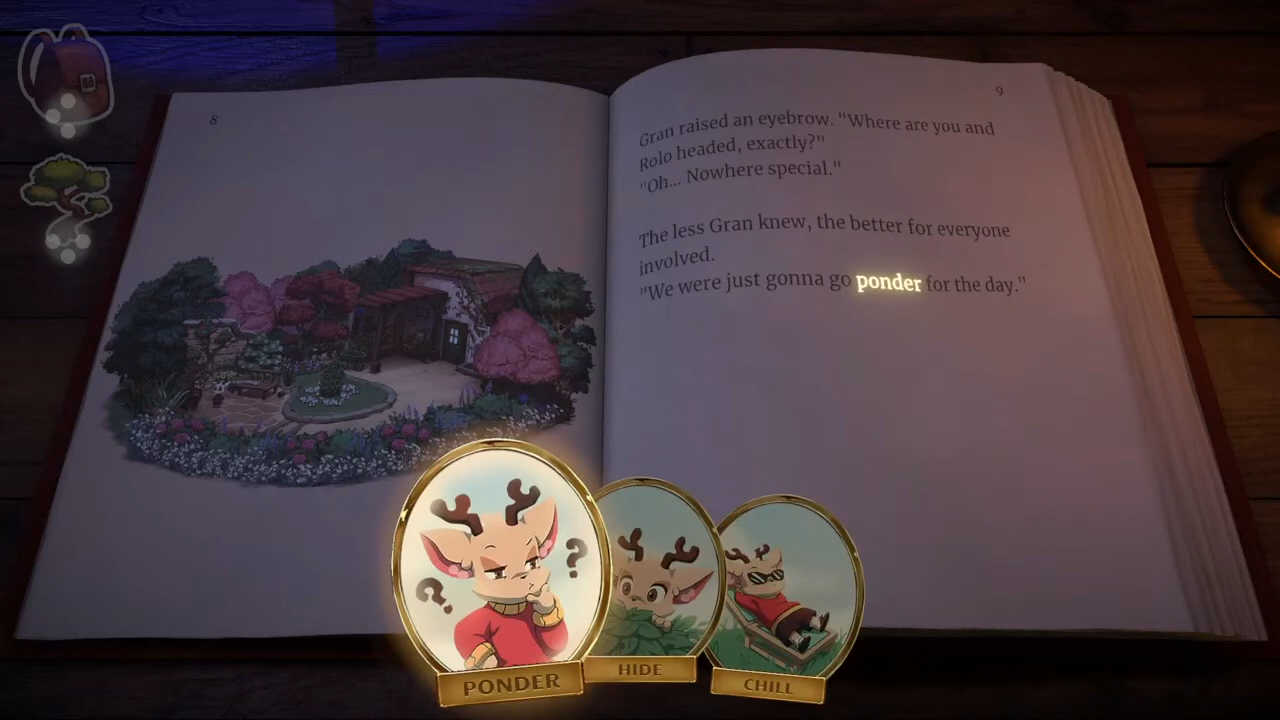 8
9
Gran raised an eyebrow. "Where are you and
Rolo headed, exactly?"
"Oh... Nowhere special."
The less Gran knew, the better for everyone
involved.
"We were just gonna go ponder for the day."
? ?
PONDER
HIDE
CHILL